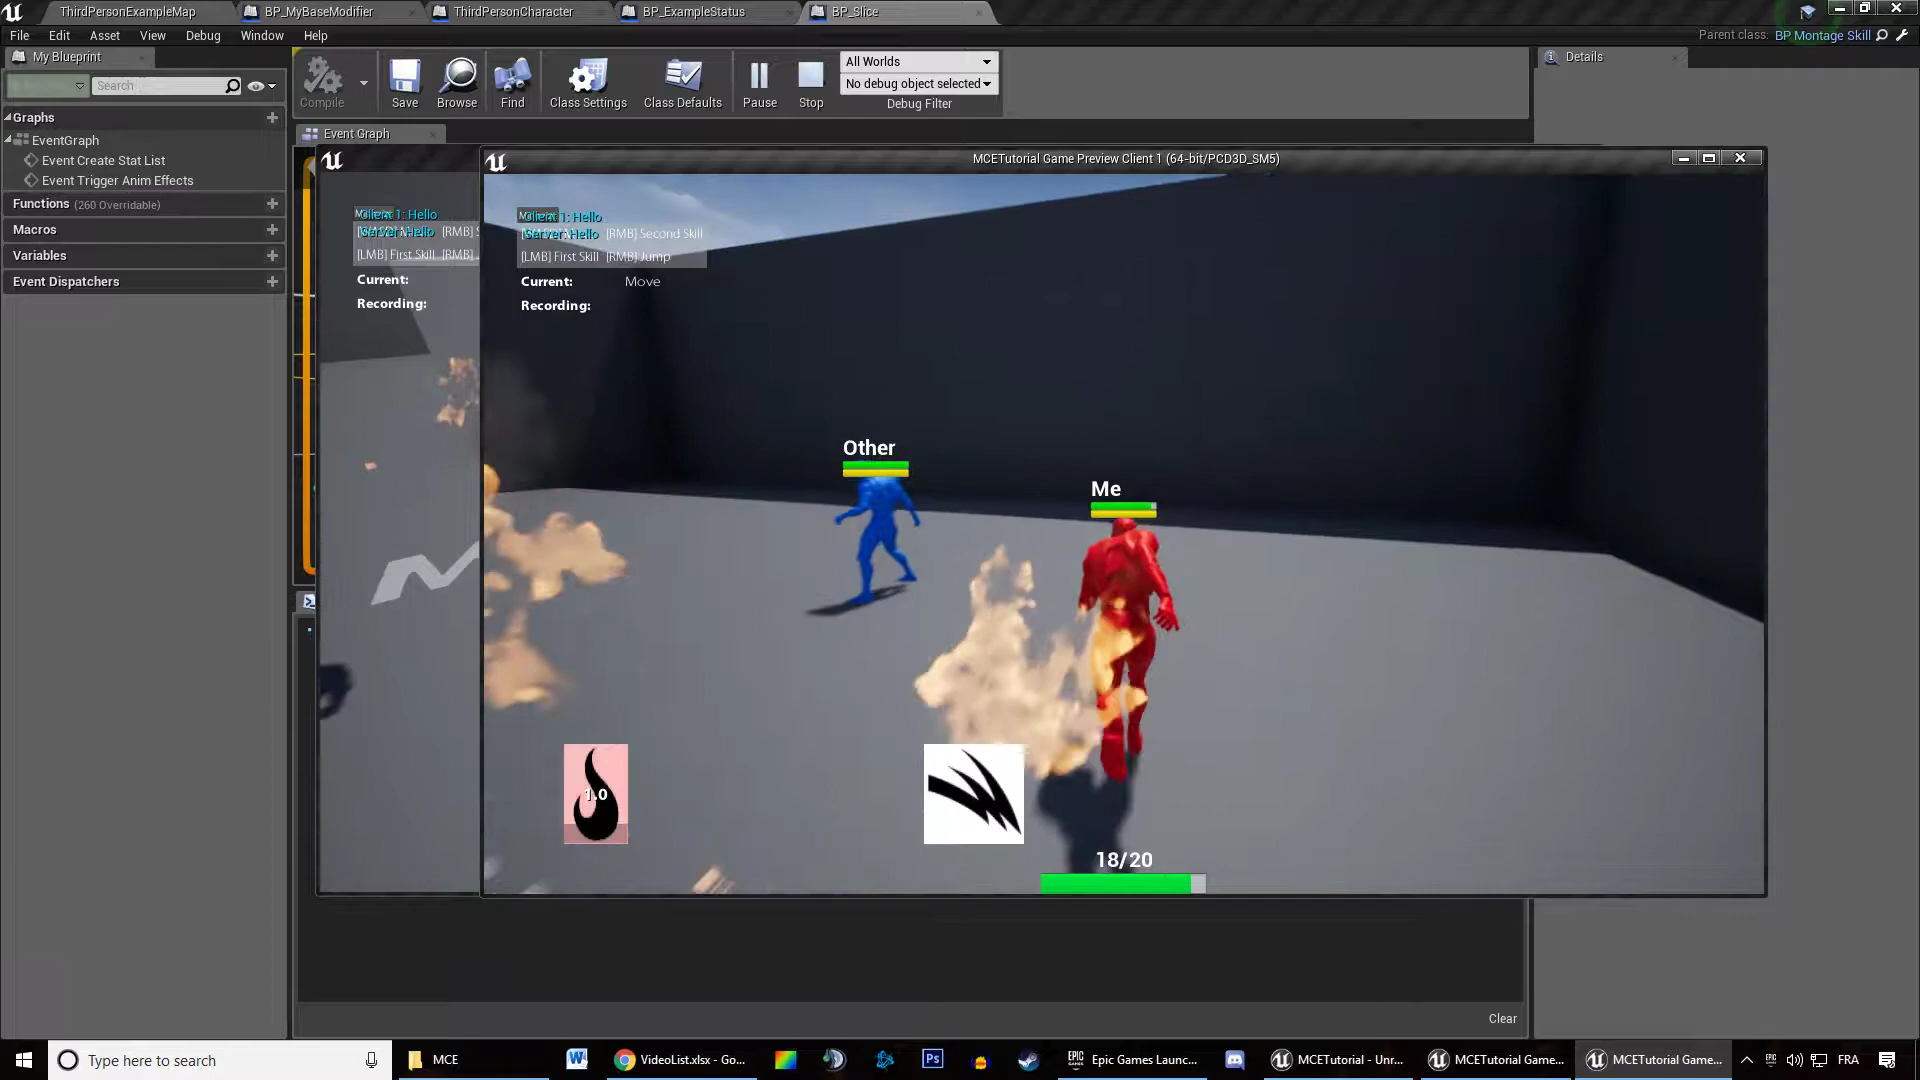 ThirdPersonExampleMap
BP_MyBaseModifier
ThirdPersonCharacter
BP_ExampleStatus
BP_Slice
File Edit Asset View Debug Window Help
Parent class: BP Montage Skill
My Blueprint
Search
Graphs
EventGraph
Event Create Stat List
Event Trigger Anim Effects
Functions (260 Overridable)
Macros
Variables
Event Dispatchers
Compile
Save
Browse
Find
Class Settings
Class Defaults
Pause
Stop
All Worlds
No debug object selected
Debug Filter
Details
Event Graph
Client 1: Hello
Server: Hello [RMB] S
[LMB] First Skill [RMB]
Current:
Recording:
MCETutorial Game Preview Client 1 (64-bit/PCD3D_SM5)
Client 1: Hello
Server: Hello [RMB] Second Skill
[LMB] First Skill [RMB] Jump
Current: Move
Recording:
Other
Me
1.0
18/20
Clear
Type here to search
MCE
VideoList.xlsx - Go...
Epic Games Launc...
MCETutorial - Unr...
MCETutorial Game...
MCETutorial Game...
FRA